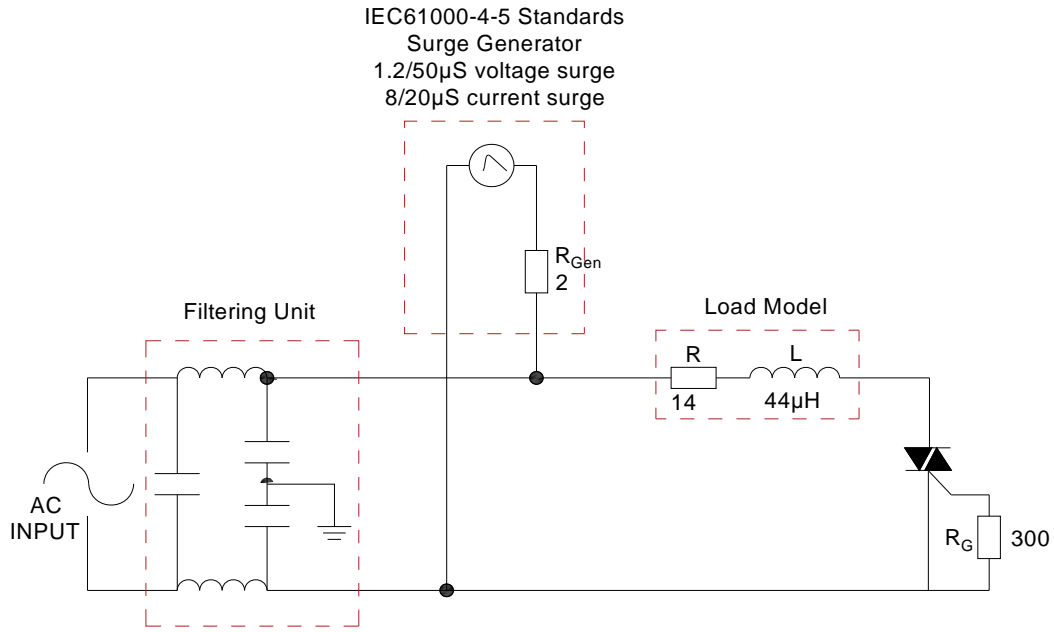 IEC61000-4-5 Standards
Surge Generator
1.2/50µS voltage surge
8/20µS current surge
RGen
2
Filtering Unit
Load Model
R
L
14
44µH
AC
INPUT
RG
300